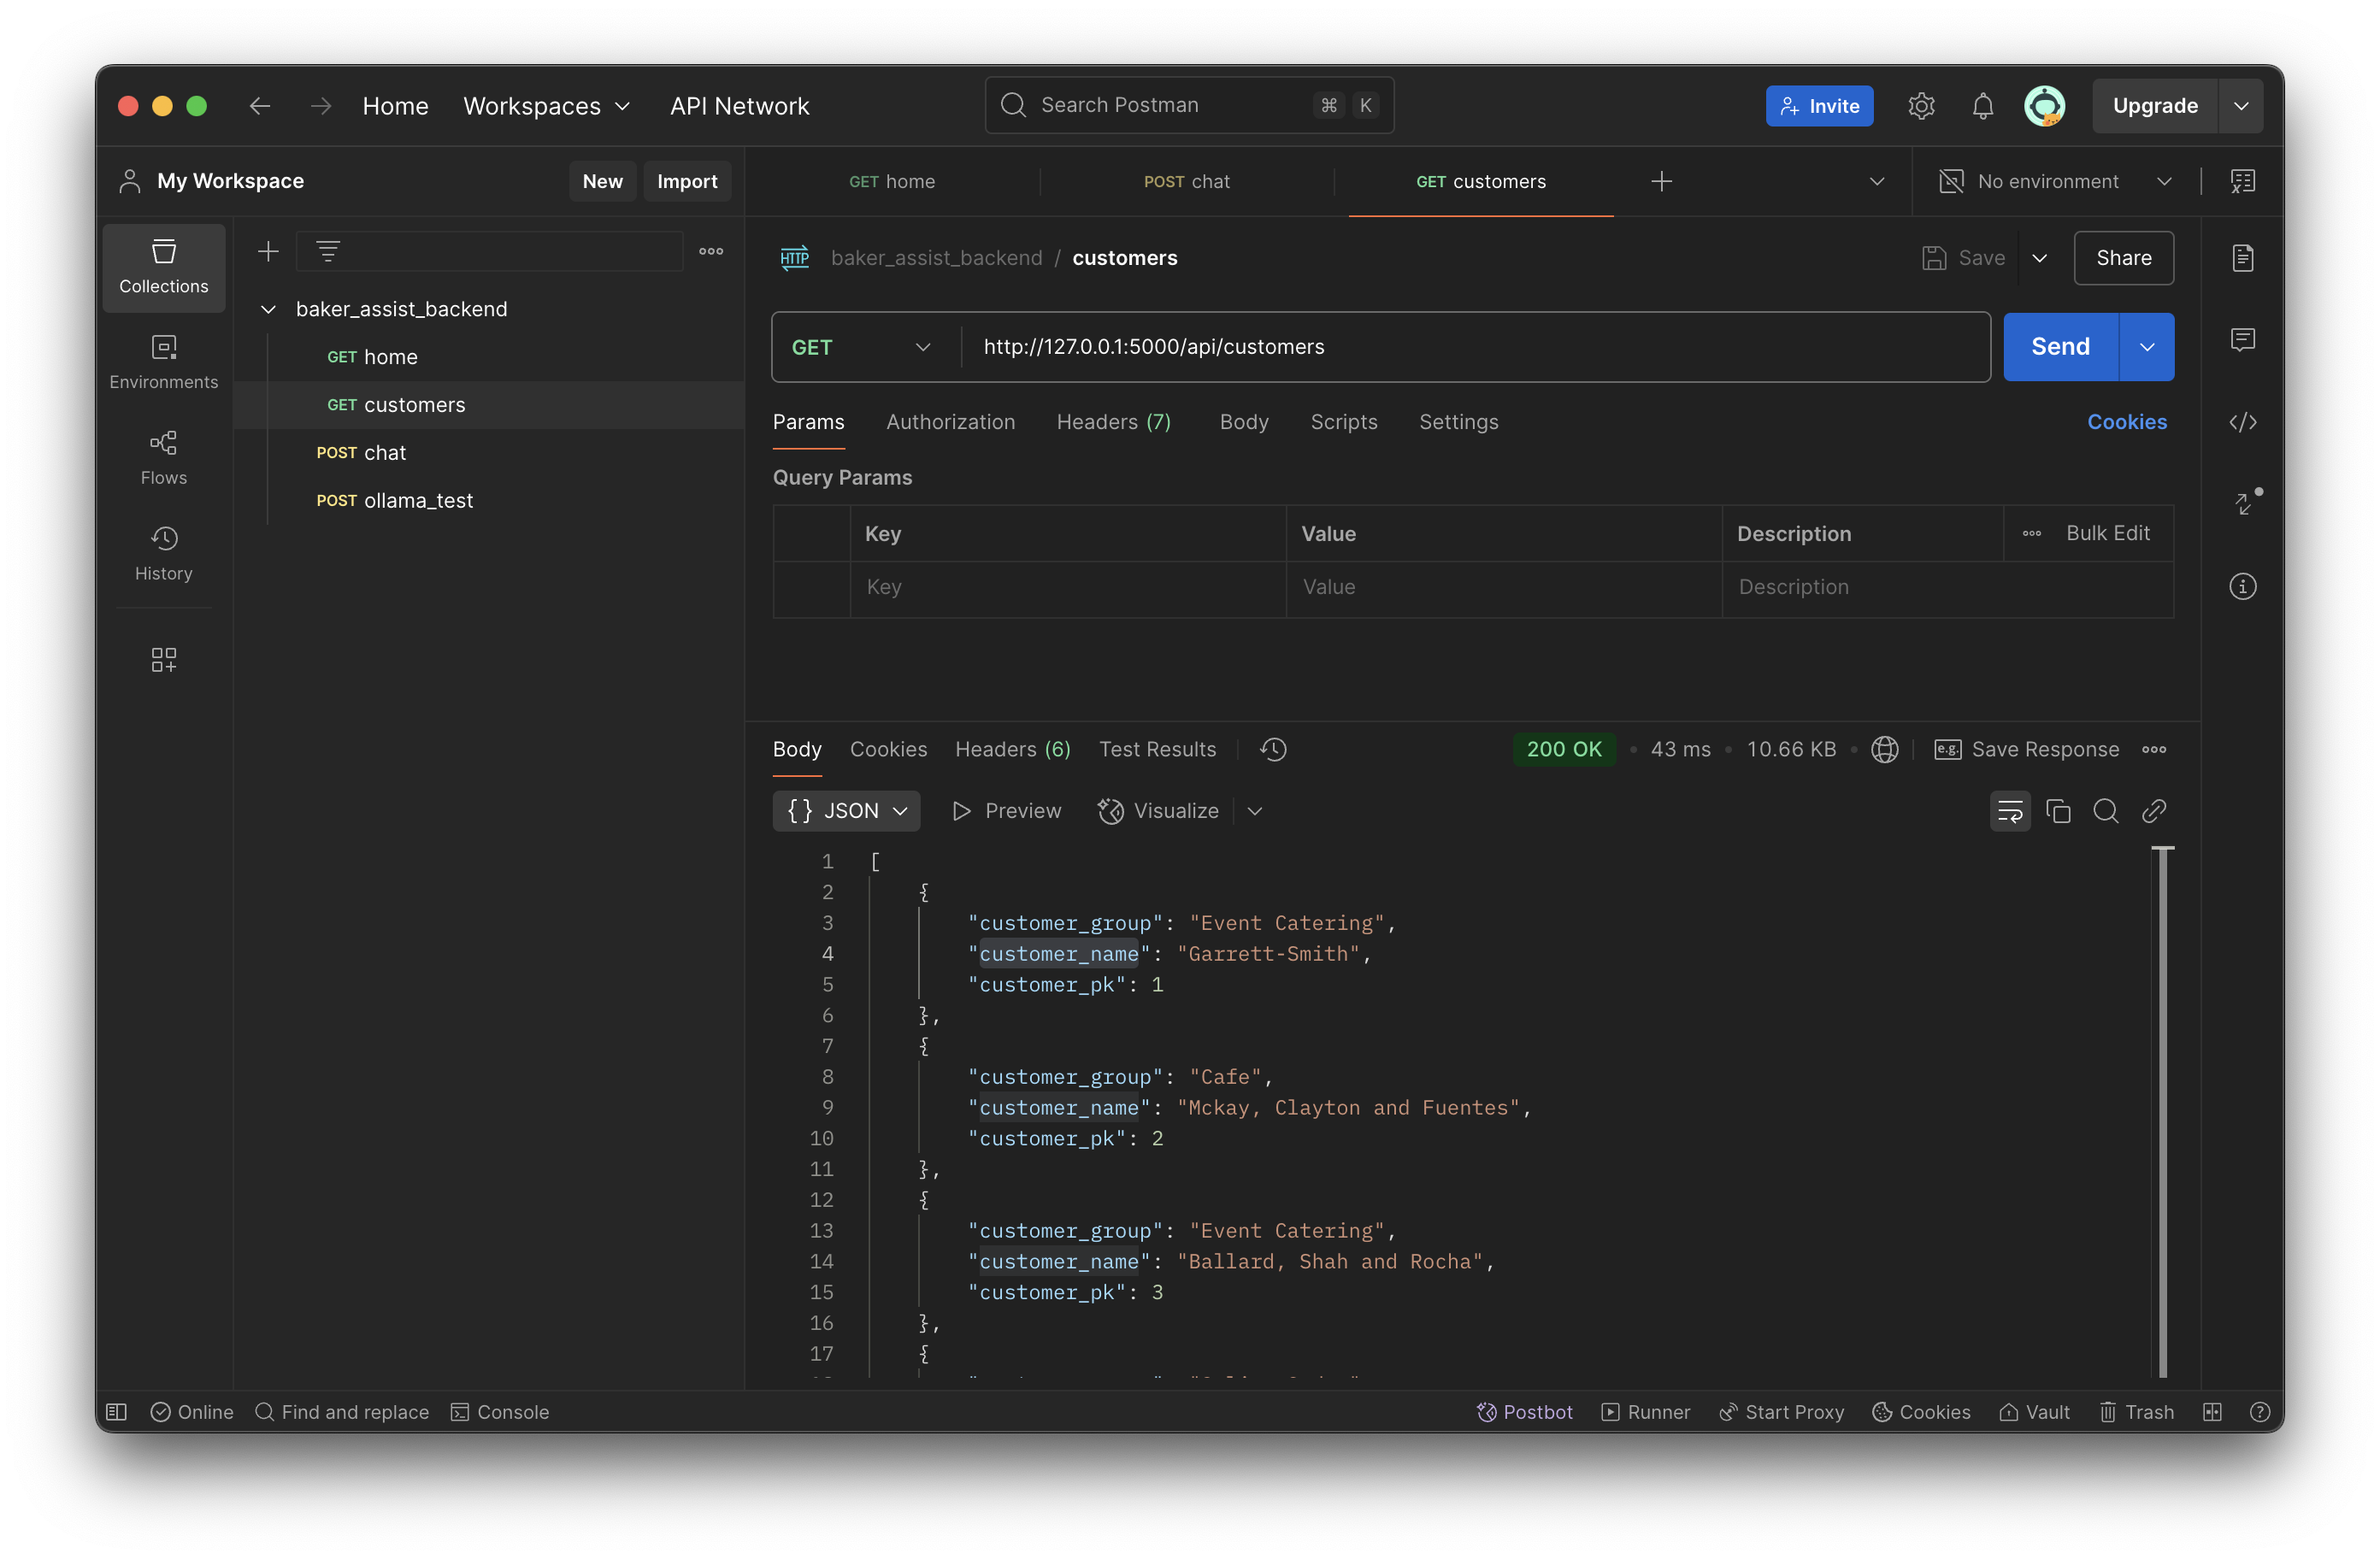 Home Workspaces API Network Search Postman ⌘ K Invite Upgrade
My Workspace New Import GET home POST chat GET customers No environment
Collections
Environments
Flows
History
baker_assist_backend
GET home
GET customers
POST chat
POST ollama_test
HTTP baker_assist_backend / customers Save Share
GET http://127.0.0.1:5000/api/customers Send
Params Authorization Headers (7) Body Scripts Settings Cookies
Query Params
Key Value Description Bulk Edit
Key Value Description
Body Cookies Headers (6) Test Results 200 OK • 43 ms • 10.66 KB • e.g. Save Response
{} JSON Preview Visualize
1 [
2 {
3 "customer_group": "Event Catering",
4 "customer_name": "Garrett-Smith",
5 "customer_pk": 1
6 },
7 {
8 "customer_group": "Cafe",
9 "customer_name": "Mckay, Clayton and Fuentes",
10 "customer_pk": 2
11 },
12 {
13 "customer_group": "Event Catering",
14 "customer_name": "Ballard, Shah and Rocha",
15 "customer_pk": 3
16 },
17 {
Online Find and replace Console Postbot Runner Start Proxy Cookies Vault Trash